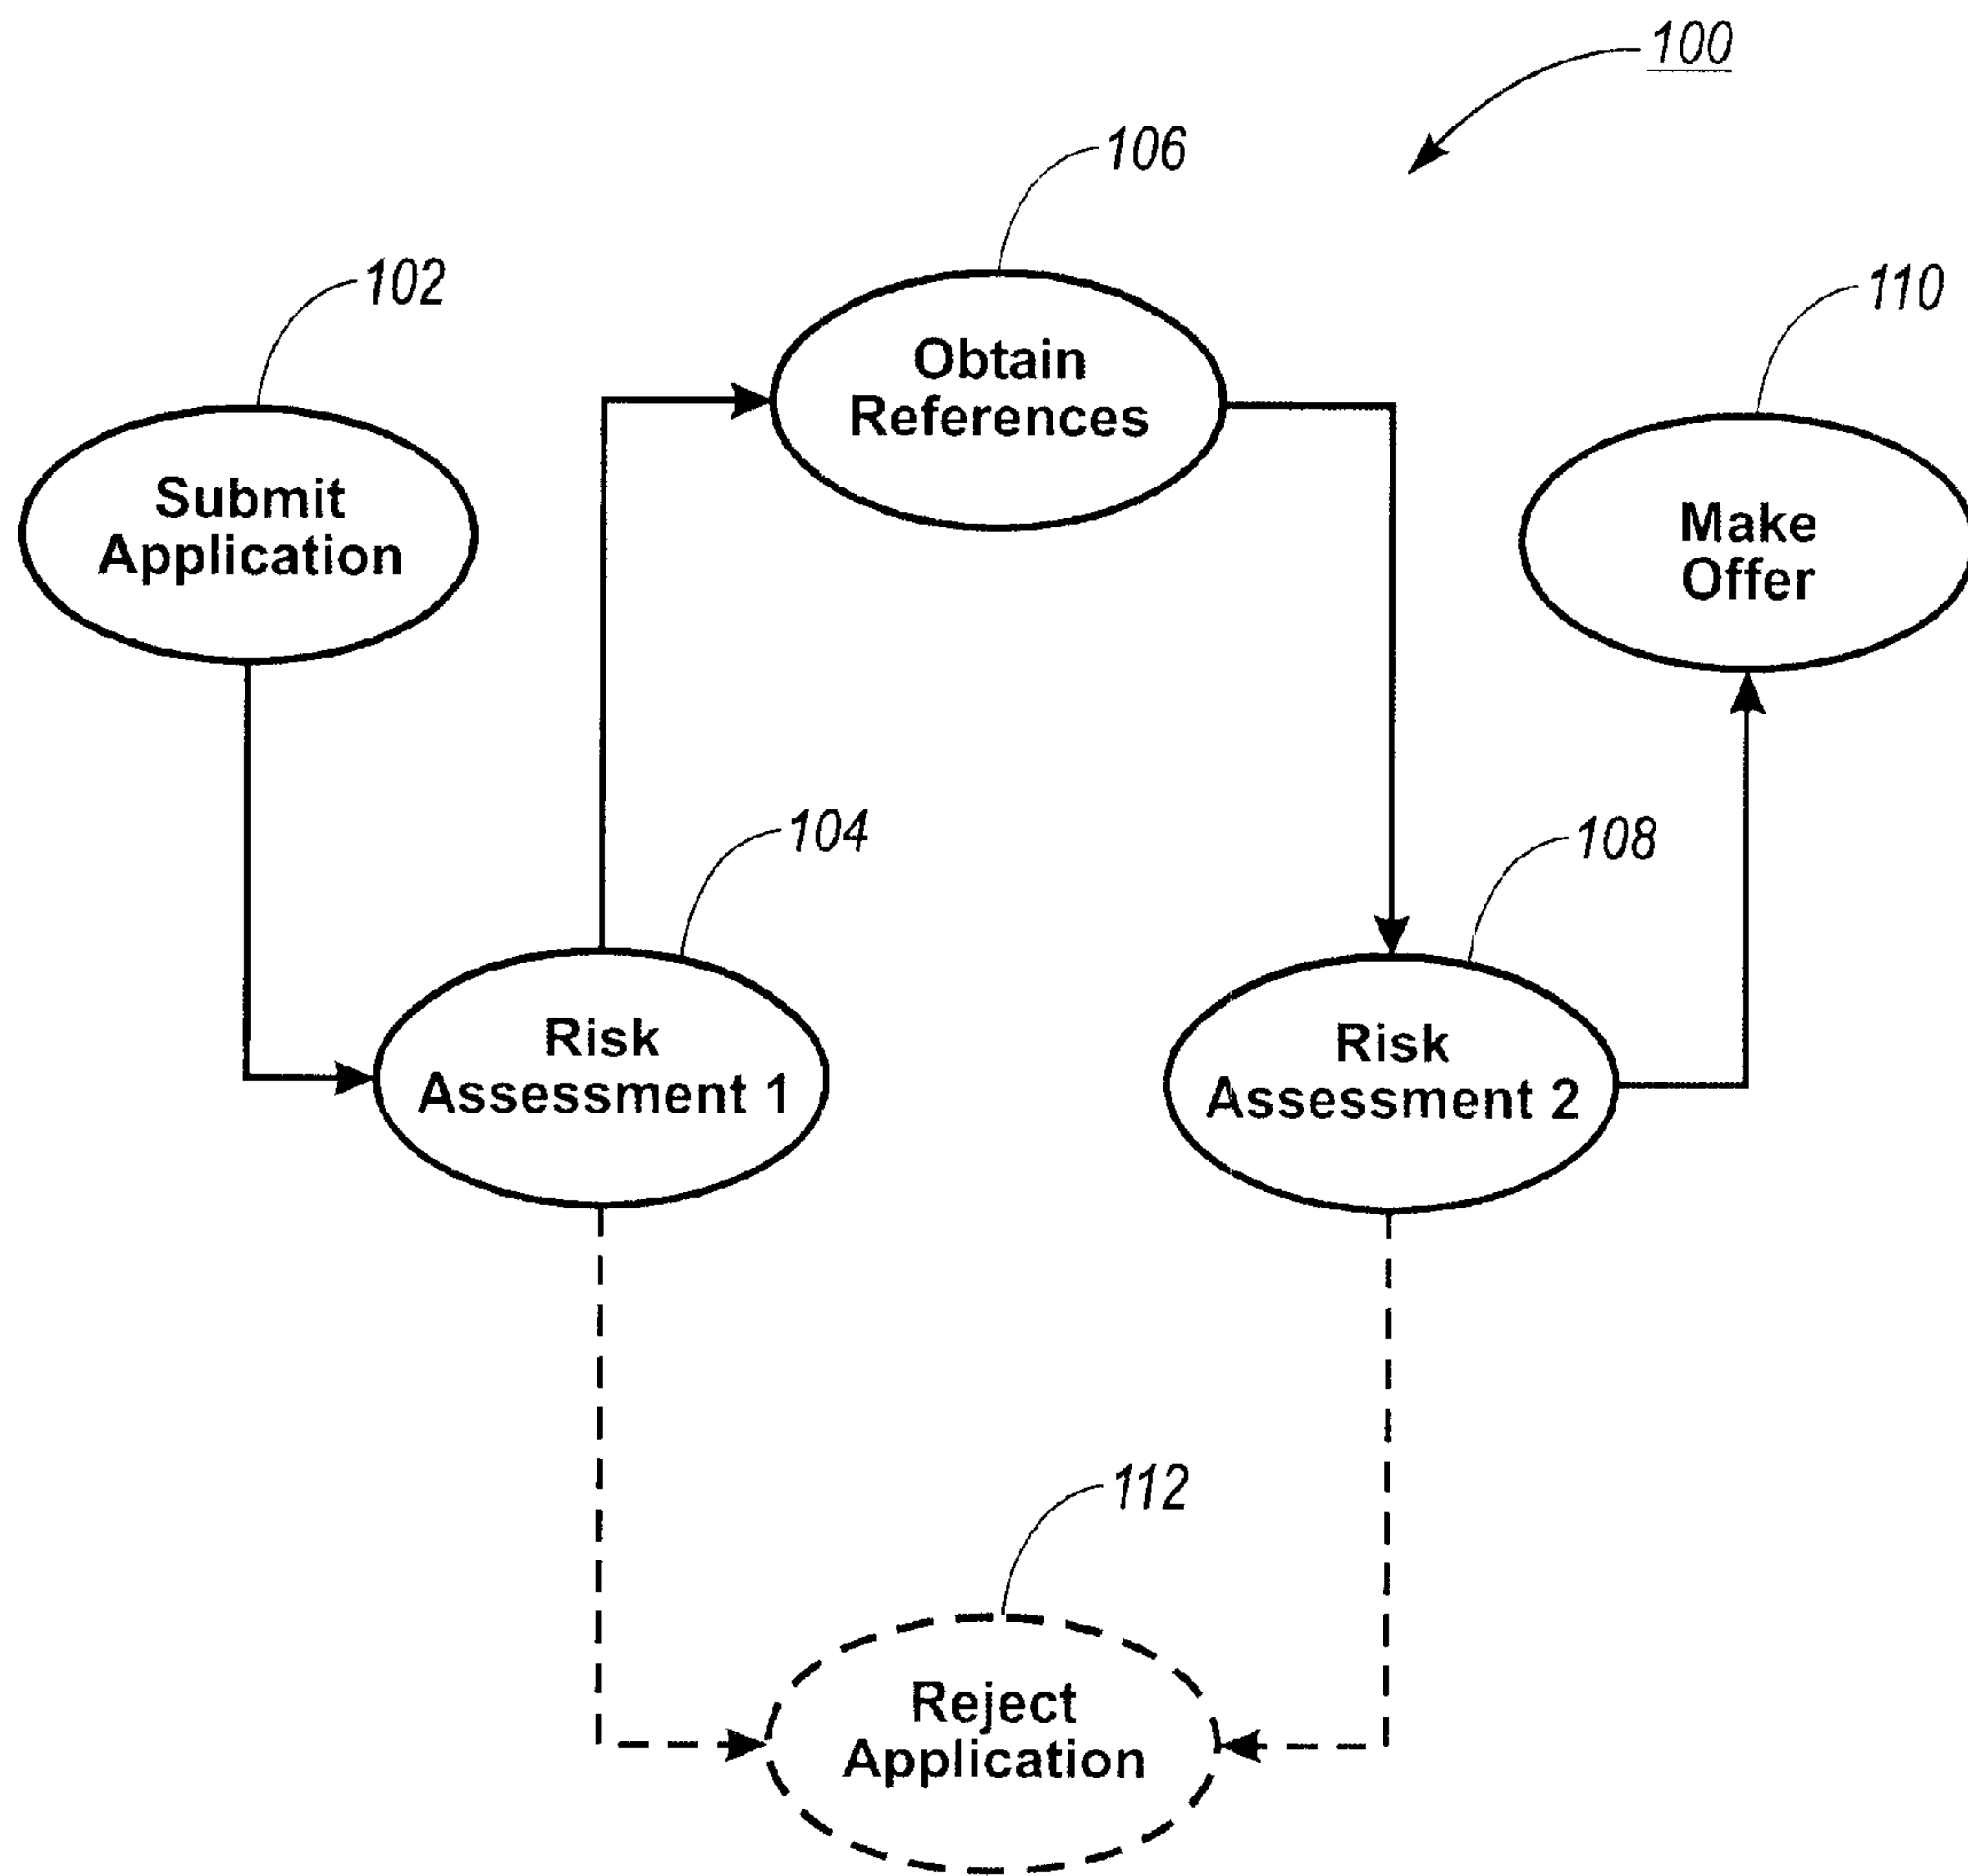 100
106
102
110
Obtain
References
Submit
Application
Make
Offer
104
108
Risk
Assessment 1
Risk
Assessment 2
112
Reject
Application